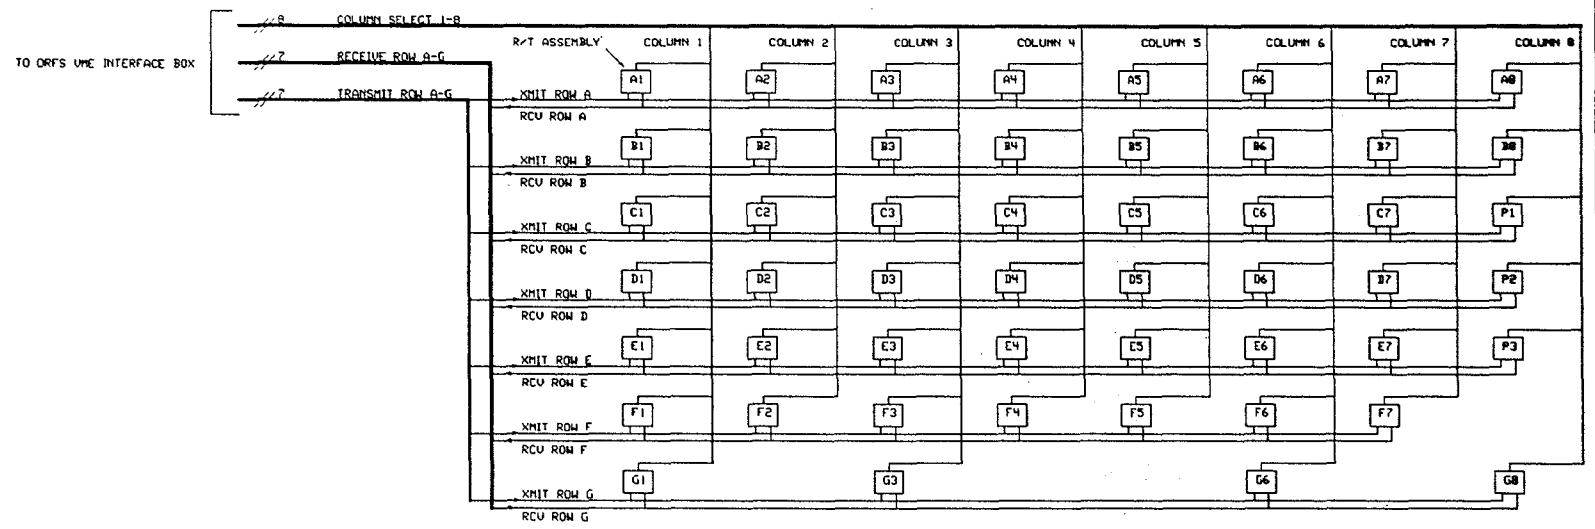 8 COLUMN SELECT 1-8
R/T ASSEMBLY COLUMN 1 COLUMN 2 COLUMN 3 COLUMN 4 COLUMN 5 COLUMN 6 COLUMN 7 COLUMN 8
7 RECEIVE ROW A-G
TO ORFS VME INTERFACE BOX
7 TRANSMIT ROW A-G
A1 A2 A3 A4 A5 A6 A7 A8
XMIT ROW A
RCV ROW A
B1 B2 B3 B4 B5 B6 B7 B8
XMIT ROW B
RCV ROW B
C1 C2 C3 C4 C5 C6 C7 P1
XMIT ROW C
RCV ROW C
D1 D2 D3 D4 D5 D6 D7 P2
XMIT ROW D
RCV ROW D
E1 E2 E3 E4 E5 E6 E7 P3
XMIT ROW E
RCV ROW E
F1 F2 F3 F4 F5 F6 F7
XMIT ROW F
RCV ROW F
G1 G3 G6 G8
XMIT ROW G
RCV ROW G